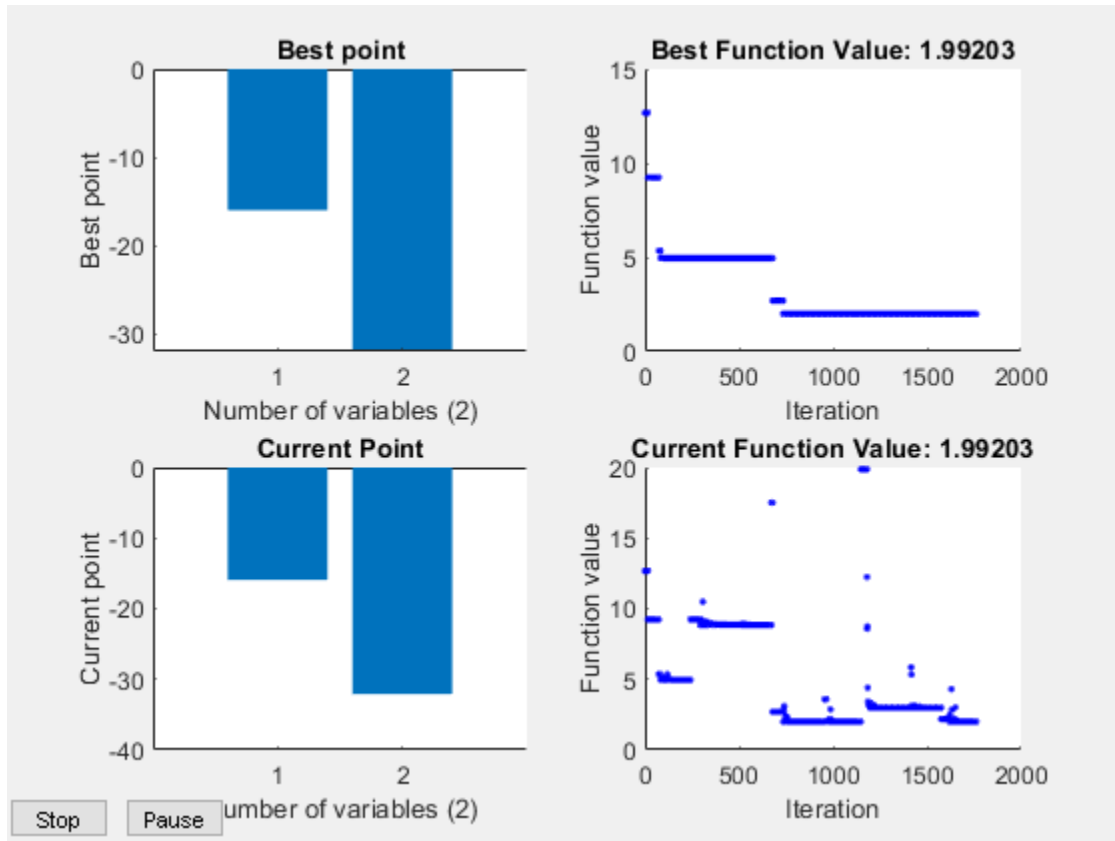 Best point
0
-10
-20
-30
Best point
1
2
Number of variables (2)
Best Function Value: 1.99203
15
10
5
0
Function value
0
500
1000
1500
2000
Iteration
Current Point
0
-10
-20
-30
-40
Current point
1
2
umber of variables (2)
Current Function Value: 1.99203
20
15
10
5
0
Function value
0
500
1000
1500
2000
Iteration
Stop
Pause